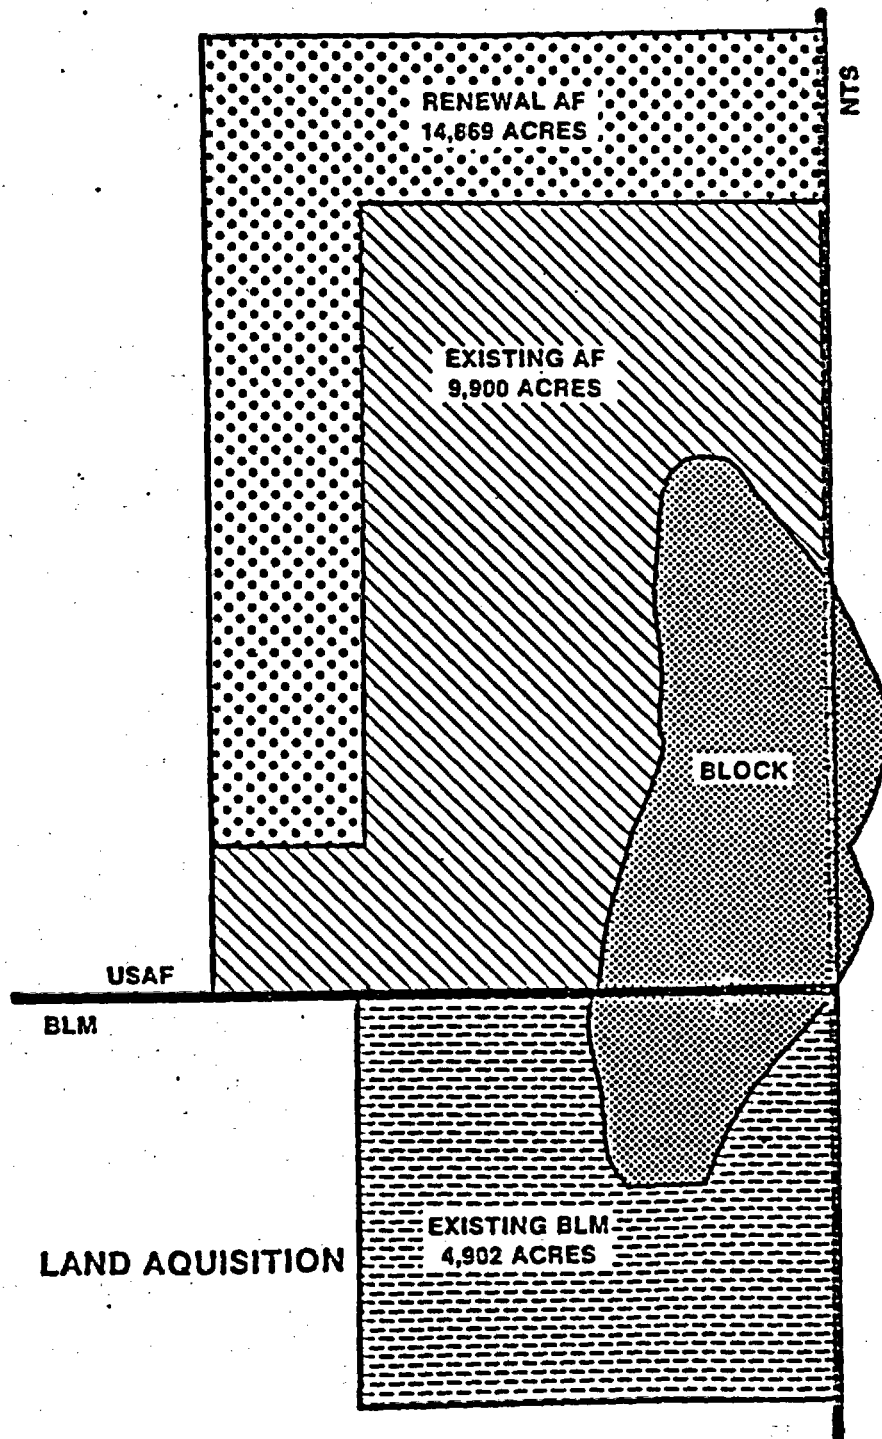 NTS
RENEWAL AF
14,869 ACRES
EXISTING AF
9,900 ACRES
BLOCK
USAF
BLM
EXISTING BLM
4,902 ACRES
LAND AQUISITION